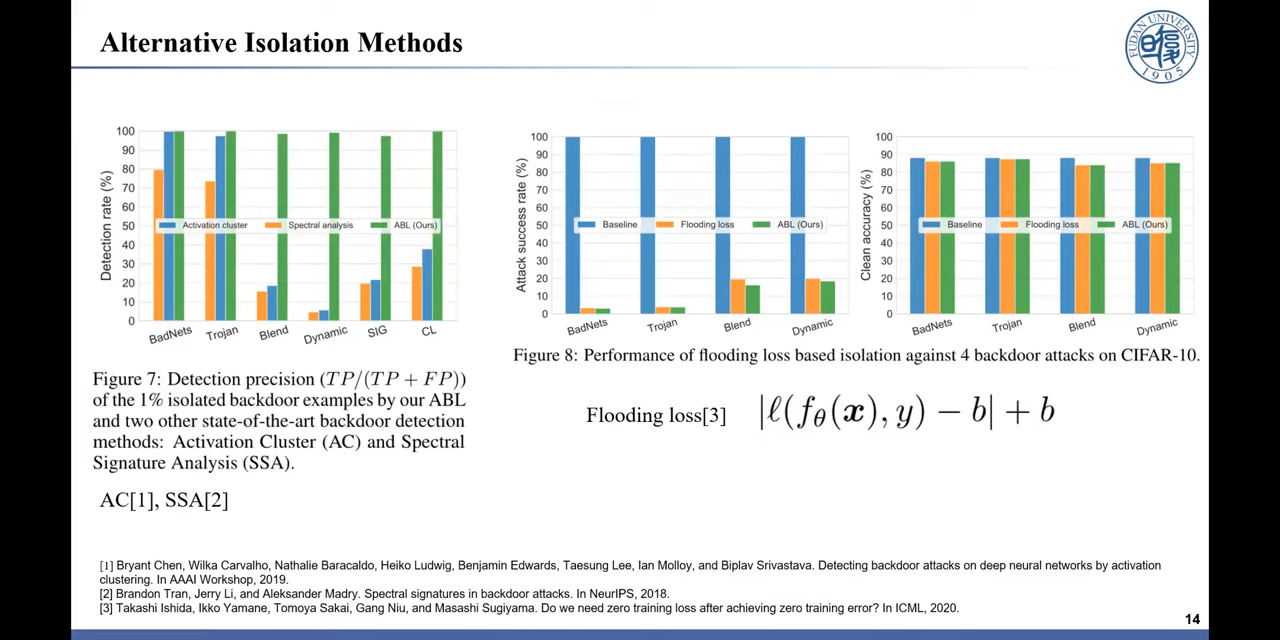 Alternative Isolation Methods
FUDAN UNIVERSITY
1905
Detection rate (%)
100
90
80
70
60
50
40
30
20
10
0
Activation cluster
Spectral analysis
ABL (Ours)
BadNets
Trojan
Blend
Dynamic
SIG
CL
Figure 7: Detection precision (TP/(TP + FP))
of the 1% isolated backdoor examples by our ABL
and two other state-of-the-art backdoor detection
methods: Activation Cluster (AC) and Spectral
Signature Analysis (SSA).
AC[1], SSA[2]
Attack success rate (%)
100
90
80
70
60
50
40
30
20
10
0
Baseline
Flooding loss
ABL (Ours)
BadNets
Trojan
Blend
Dynamic
Clean accuracy (%)
100
90
80
70
60
50
40
30
20
10
0
Baseline
Flooding loss
ABL (Ours)
BadNets
Trojan
Blend
Dynamic
Figure 8: Performance of flooding loss based isolation against 4 backdoor attacks on CIFAR-10.
Flooding loss[3] |ℓ(fθ(x), y) − b| + b
[1] Bryant Chen, Wilka Carvalho, Nathalie Baracaldo, Heiko Ludwig, Benjamin Edwards, Taesung Lee, Ian Molloy, and Biplav Srivastava. Detecting backdoor attacks on deep neural networks by activation
clustering. In AAAI Workshop, 2019.
[2] Brandon Tran, Jerry Li, and Aleksander Madry. Spectral signatures in backdoor attacks. In NeurIPS, 2018.
[3] Takashi Ishida, Ikko Yamane, Tomoya Sakai, Gang Niu, and Masashi Sugiyama. Do we need zero training loss after achieving zero training error? In ICML, 2020.
14